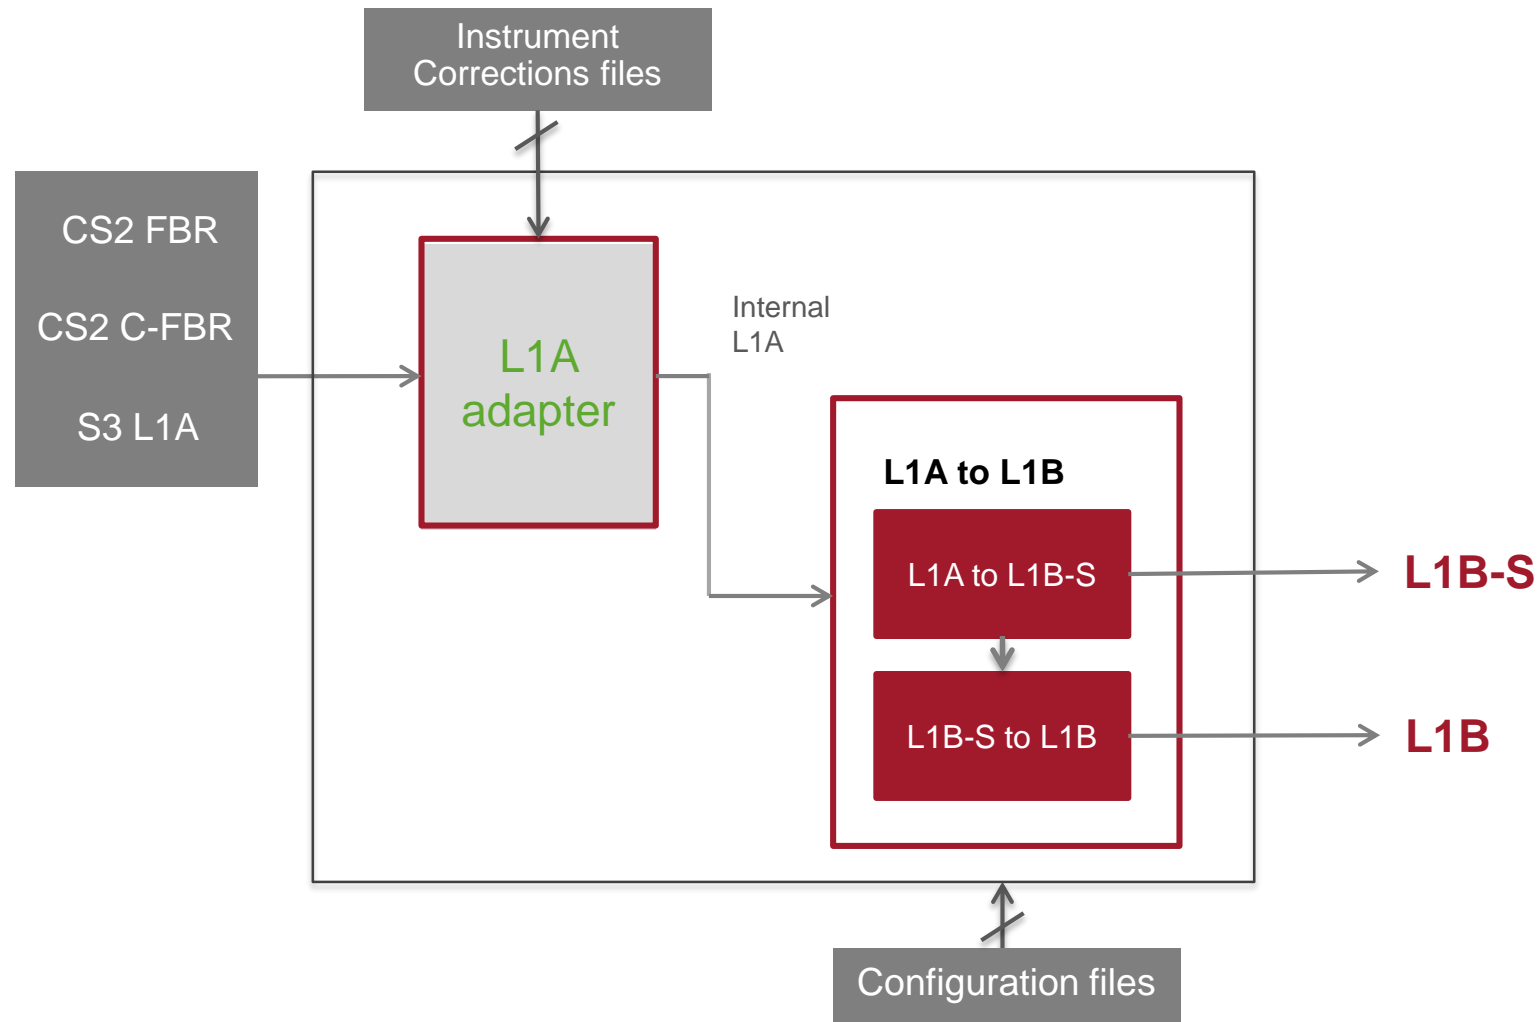 Instrument
Corrections files
CS2 FBR
CS2 C-FBR
S3 L1A
L1A
adapter
Internal
L1A
L1A to L1B
L1A to L1B-S
L1B-S to L1B
L1B-S
L1B
Configuration files